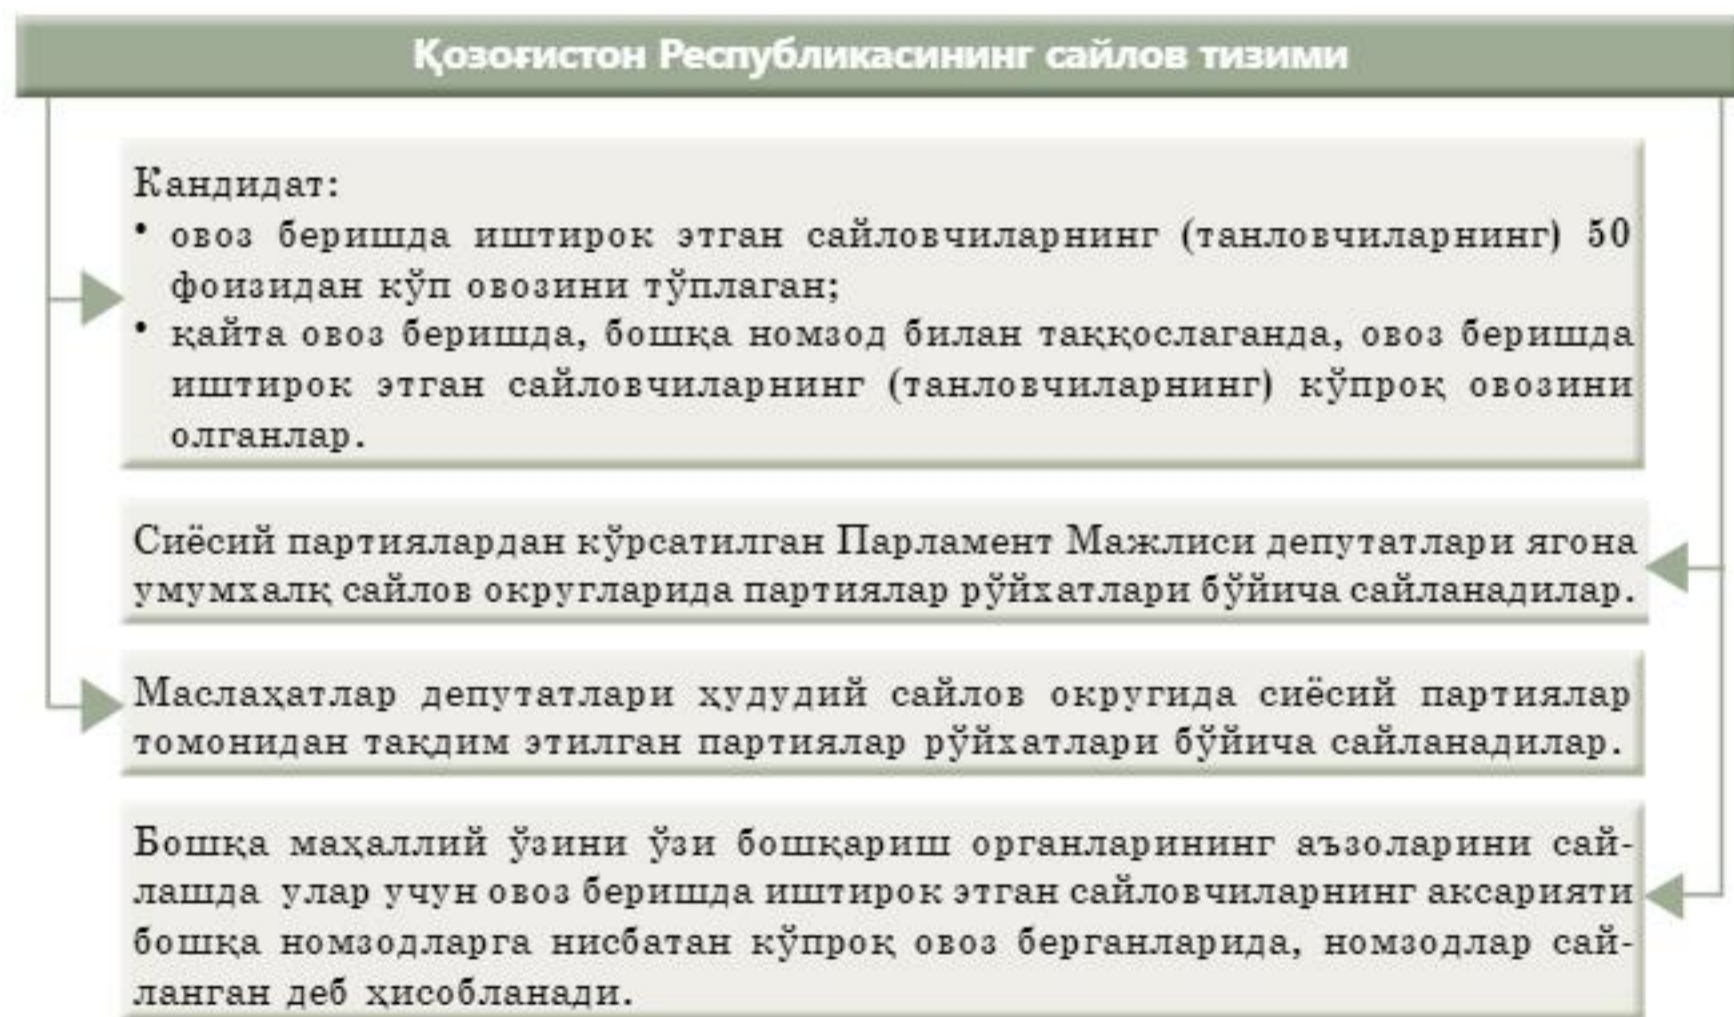 Қозоғистон Республикасининг сайлов тизими
Кандидат:
• овоз беришда иштирок этган сайловчиларнинг (танловчиларнинг) 50
фоизидан кўп овозини тўплаган;
• қайта овоз беришда, бошқа номзод билан таққослаганда, овоз беришда
иштирок этган сайловчиларнинг (танловчиларнинг) кўпроқ овозини
олганлар.
Сиёсий партиялардан кўрсатилган Парламент Мажлиси депутатлари ягона
умумхалқ сайлов округларида партиялар рўйхатлари бўйича сайланадилар.
Маслаҳатлар депутатлари ҳудудий сайлов округида сиёсий партиялар
томонидан тақдим этилган партиялар рўйхатлари бўйича сайланадилар.
Бошқа маҳаллий ўзини ўзи бошқариш органларининг аъзоларини сай-
лашда улар учун овоз беришда иштирок этган сайловчиларнинг аксарияти
бошқа номзодларга нисбатан кўпроқ овоз берганларида, номзодлар сай-
ланган деб ҳисобланади.